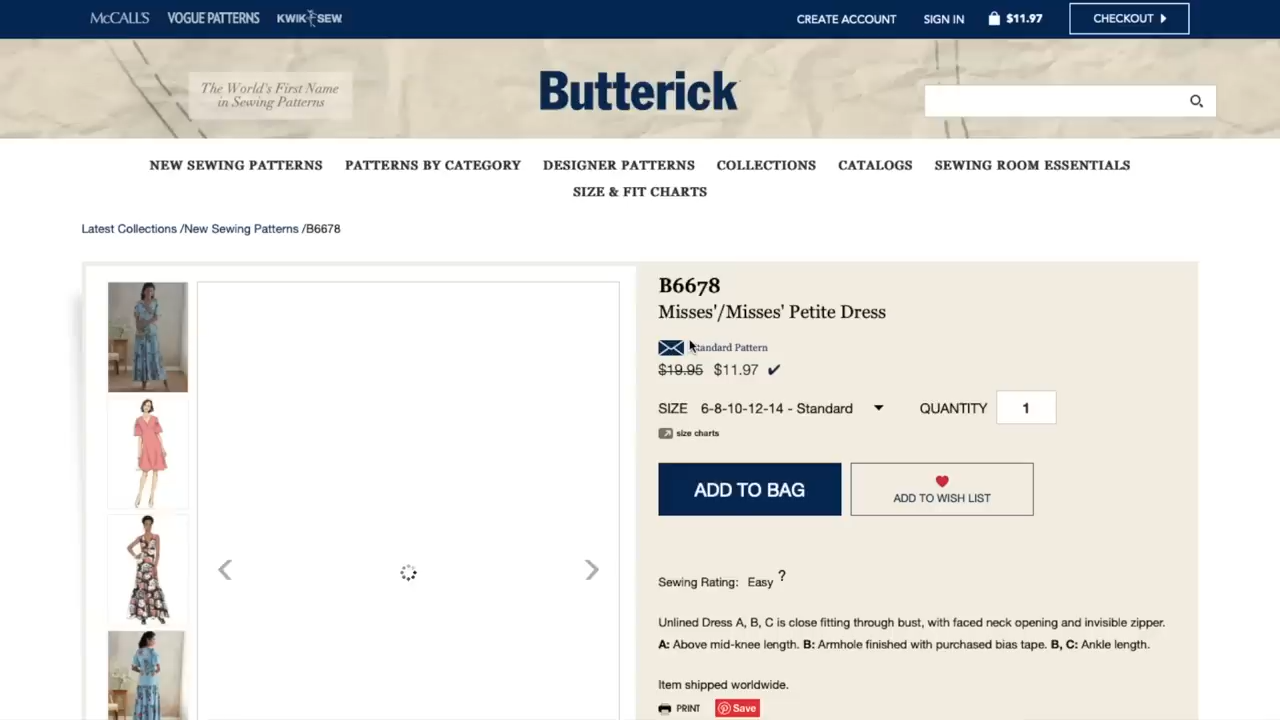 McCALL'S VOGUE PATTERNS KWIK SEW CREATE ACCOUNT SIGN IN $11.97 CHECKOUT
The World's First Name
in Sewing Patterns
Butterick
NEW SEWING PATTERNS PATTERNS BY CATEGORY DESIGNER PATTERNS COLLECTIONS CATALOGS SEWING ROOM ESSENTIALS
SIZE & FIT CHARTS
Latest Collections /New Sewing Patterns /B6678
B6678
Misses'/Misses' Petite Dress
Standard Pattern
$19.95 $11.97 ✔
SIZE 6-8-10-12-14 - Standard QUANTITY 1
size charts
ADD TO BAG
ADD TO WISH LIST
Sewing Rating: Easy ?
Unlined Dress A, B, C is close fitting through bust, with faced neck opening and invisible zipper.
A: Above mid-knee length. B: Armhole finished with purchased bias tape. B, C: Ankle length.
Item shipped worldwide.
PRINT Save